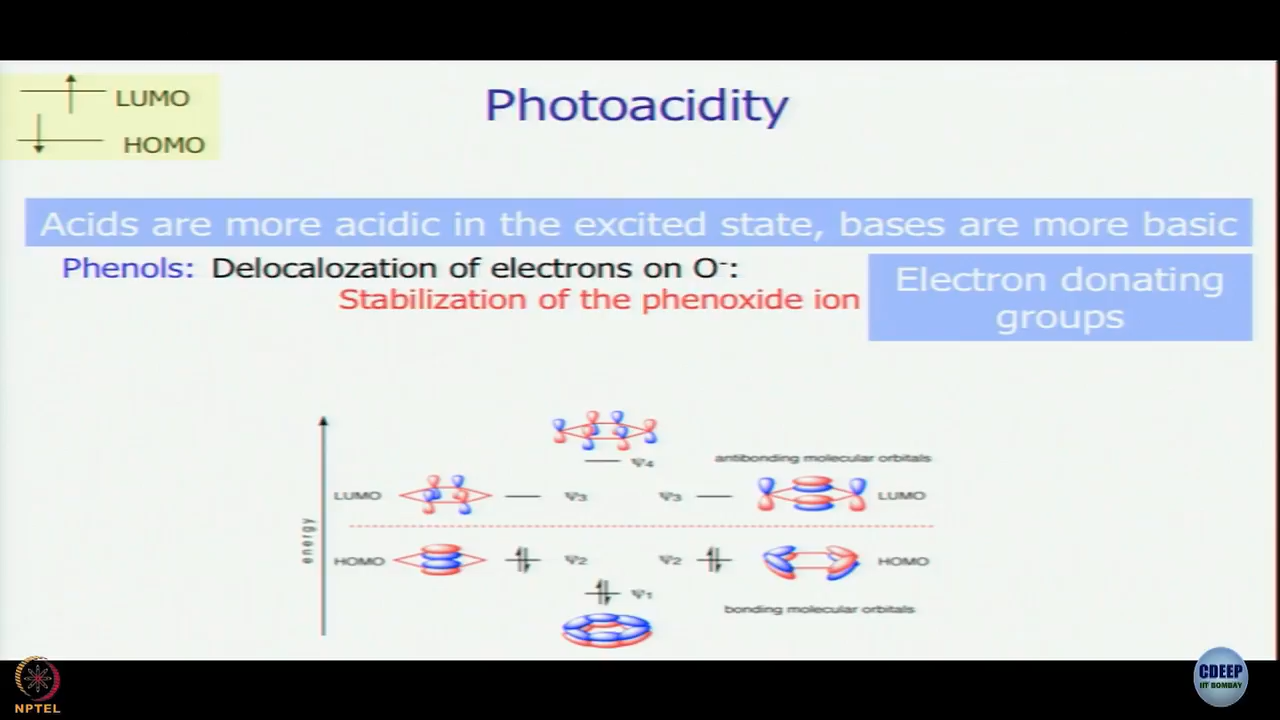 LUMO
HOMO
Photoacidity
Acids are more acidic in the excited state, bases are more basic
Phenols: Delocalozation of electrons on O⁻:
Stabilization of the phenoxide ion
Electron donating
groups
energy
Ψ4
antibonding molecular orbitals
LUMO Ψ3 Ψ3 LUMO
HOMO Ψ2 Ψ2 HOMO
Ψ1
bonding molecular orbitals
NPTEL
CDEEP
IIT BOMBAY